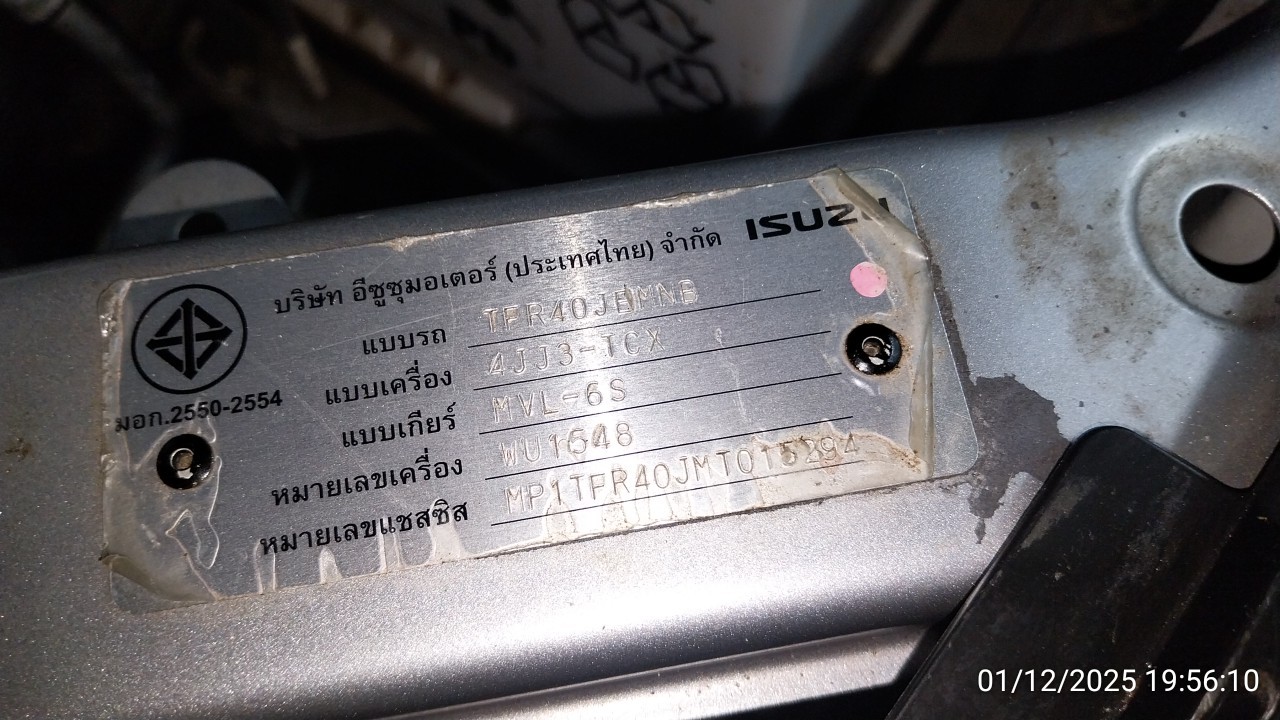 ISUZU
บริษัท อีซูซุมอเตอร์ (ประเทศไทย) จำกัด
แบบรถ TFR40JEMNB
แบบเครื่อง 4JJ3-TCX
แบบเกียร์ MVL-6S
หมายเลขเครื่อง WU1648
หมายเลขแชสซิส MP1TFR40JMT015294
มอก.2550-2554
01/12/2025 19:56:10